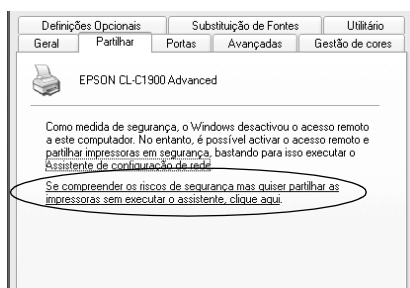 Definições Opcionais Substituição de Fontes Utilitário
Geral Partilhar Portas Avançadas Gestão de cores
EPSON CL-C1900 Advanced
Como medida de segurança, o Windows desactivou o acesso remoto
a este computador. No entanto, é possível activar o acesso remoto e
partilhar impressoras em segurança, bastando para isso executar o
Assistente de configuração de rede
Se compreender os riscos de segurança mas quiser partilhar as
impressoras sem executar o assistente, clique aqui.